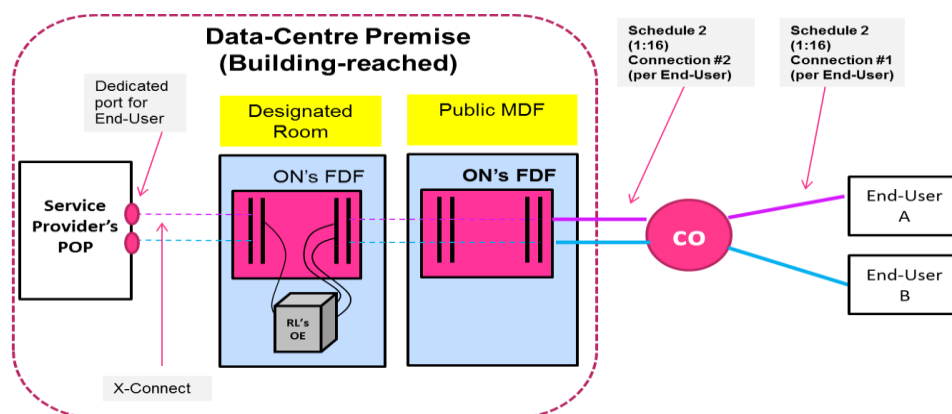 Data-Centre Premise
(Building-reached)
Schedule 2
(1:16)
Connection #2
(per End-User)
Schedule 2
(1:16)
Connection #1
(per End-User)
Dedicated
port for
End-User
Designated
Room
Public MDF
ON's FDF
ON's FDF
Service
Provider's
POP
CO
End-User
A
End-User
B
RL's
OE
X-Connect